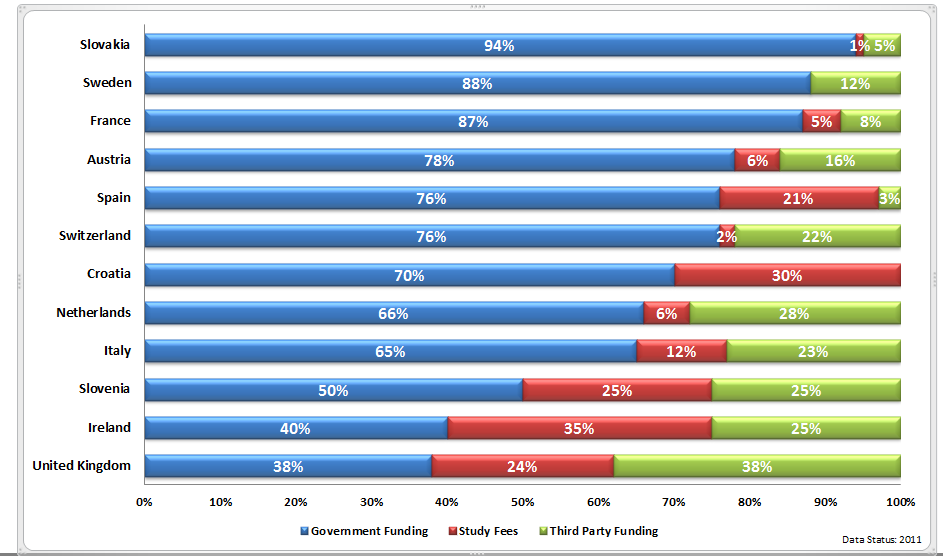 Slovakia 94% 1% 5%
Sweden 88% 12%
France 87% 5% 8%
Austria 78% 6% 16%
Spain 76% 21% 3%
Switzerland 76% 2% 22%
Croatia 70% 30%
Netherlands 66% 6% 28%
Italy 65% 12% 23%
Slovenia 50% 25% 25%
Ireland 40% 35% 25%
United Kingdom 38% 24% 38%
0% 10% 20% 30% 40% 50% 60% 70% 80% 90% 100%
Government Funding Study Fees Third Party Funding
Data Status: 2011